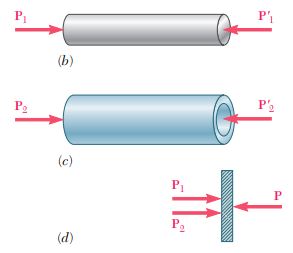 P₁ P′₁
(b)
P₂ P′₂
(c)
P₁
P
P₂
(d)